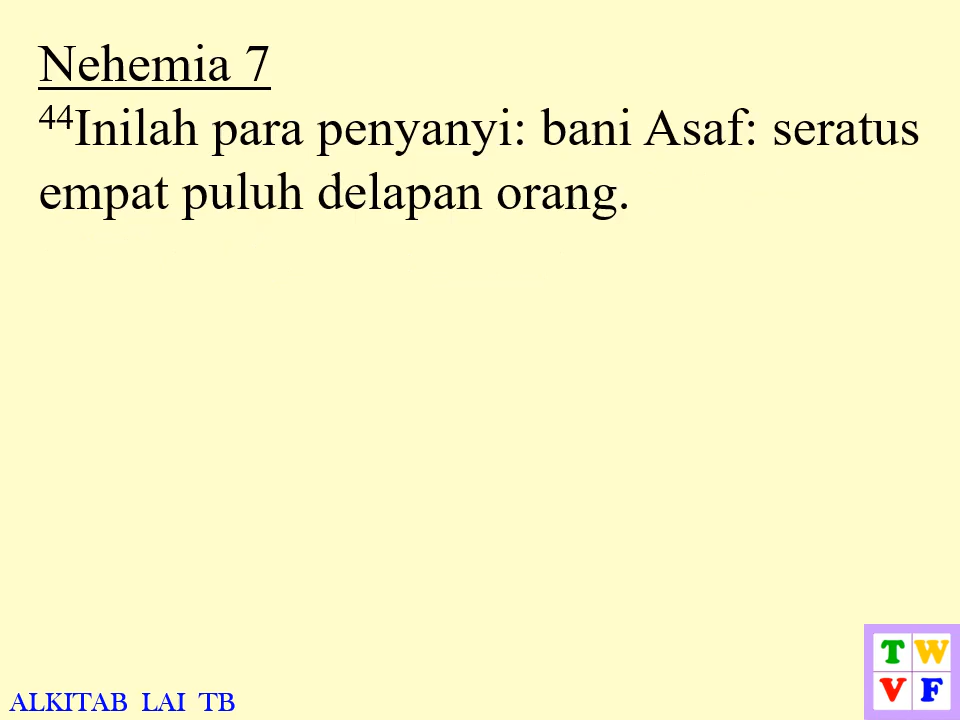 Nehemia 7
44Inilah para penyanyi: bani Asaf: seratus
empat puluh delapan orang.
ALKITAB LAI TB
T W
V F